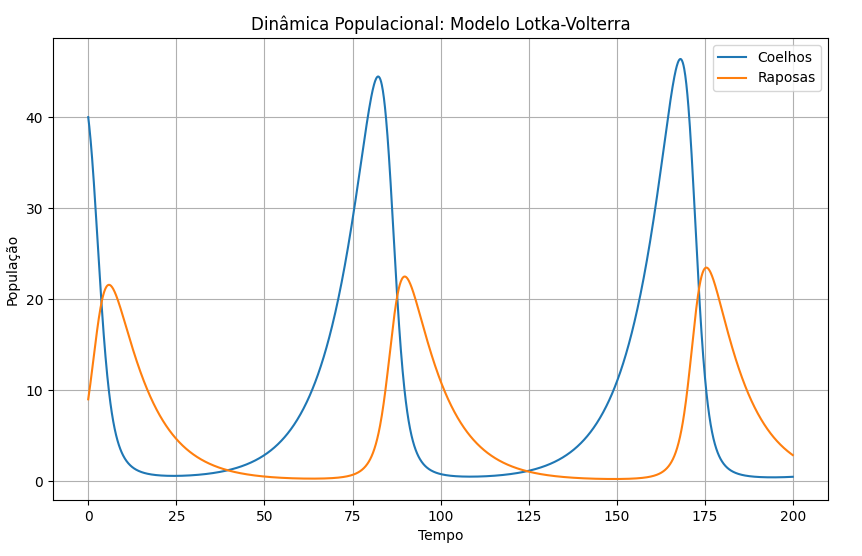 Dinâmica Populacional: Modelo Lotka-Volterra
Coelhos
Raposas
População
40
30
20
10
0
0 25 50 75 100 125 150 175 200
Tempo